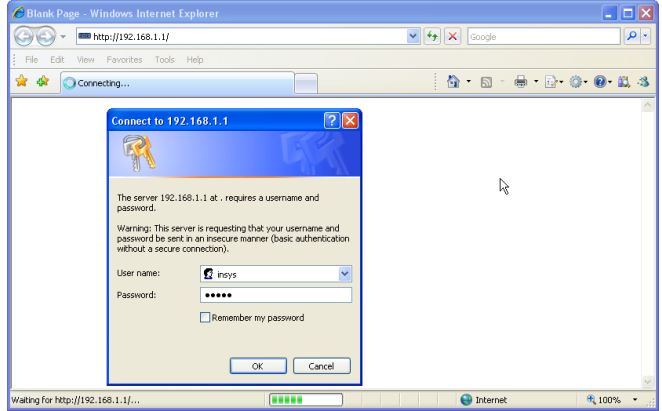 Blank Page - Windows Internet Explorer
http://192.168.1.1/
Google
File Edit View Favorites Tools Help
Connecting...
Connect to 192.168.1.1
The server 192.168.1.1 at . requires a username and
password.
Warning: This server is requesting that your username and
password be sent in an insecure manner (basic authentication
without a secure connection).
User name:
insys
Password:
•••••
Remember my password
OK
Cancel
Waiting for http://192.168.1.1/...
Internet
100%